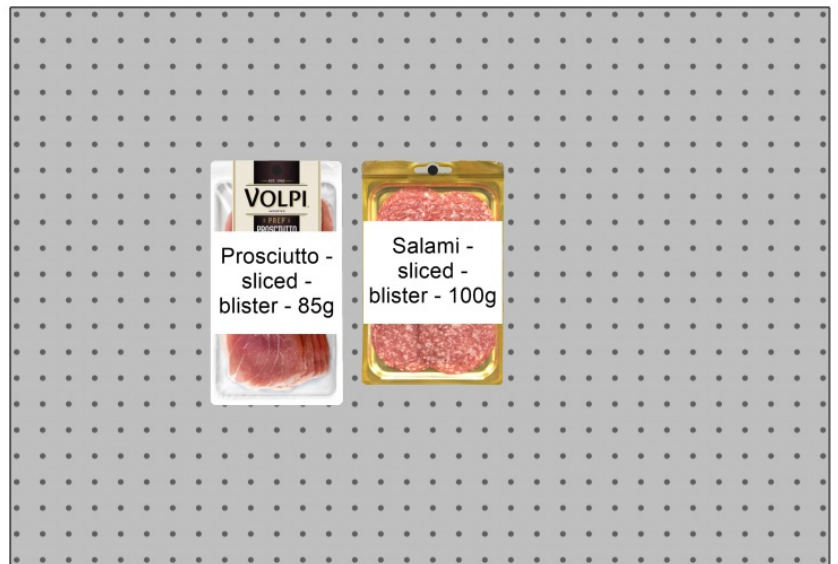 VOLPI
PROSCIUTTO
Prosciutto -
sliced -
blister - 85g
Salami -
sliced -
blister - 100g